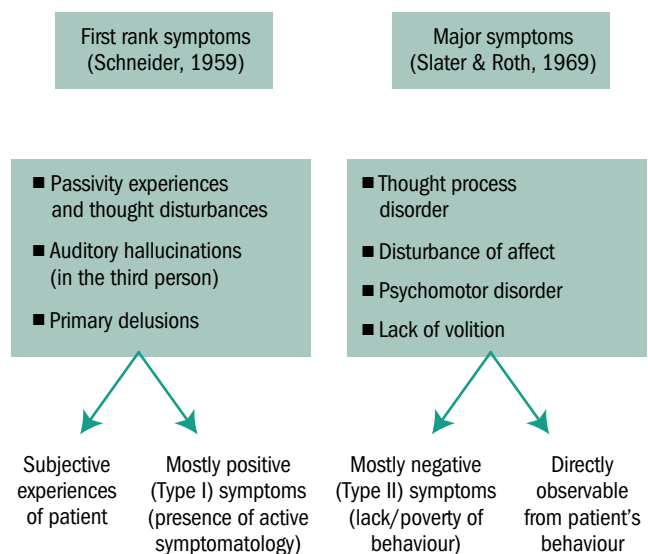 First rank symptoms
(Schneider, 1959)
Major symptoms
(Slater & Roth, 1969)
■ Passivity experiences
and thought disturbances
■ Auditory hallucinations
(in the third person)
■ Primary delusions
■ Thought process
disorder
■ Disturbance of affect
■ Psychomotor disorder
■ Lack of volition
Subjective
experiences
of patient
Mostly positive
(Type I) symptoms
(presence of active
symptomatology)
Mostly negative
(Type II) symptoms
(lack/poverty of
behaviour)
Directly
observable
from patient's
behaviour